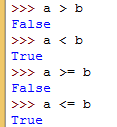 >>> a > b
False
>>> a < b
True
>>> a >= b
False
>>> a <= b
True